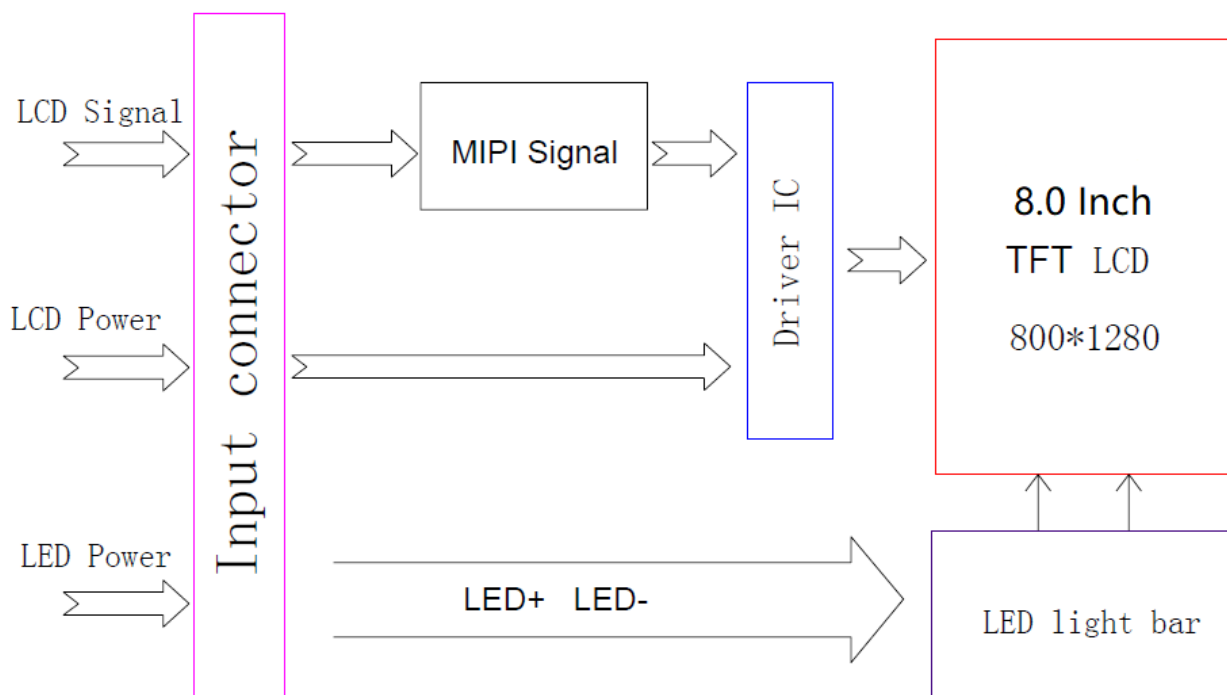 LCD Signal
LCD Power
LED Power
Input connector
MIPI Signal
Driver IC
8.0 Inch
TFT LCD
800*1280
LED+ LED-
LED light bar